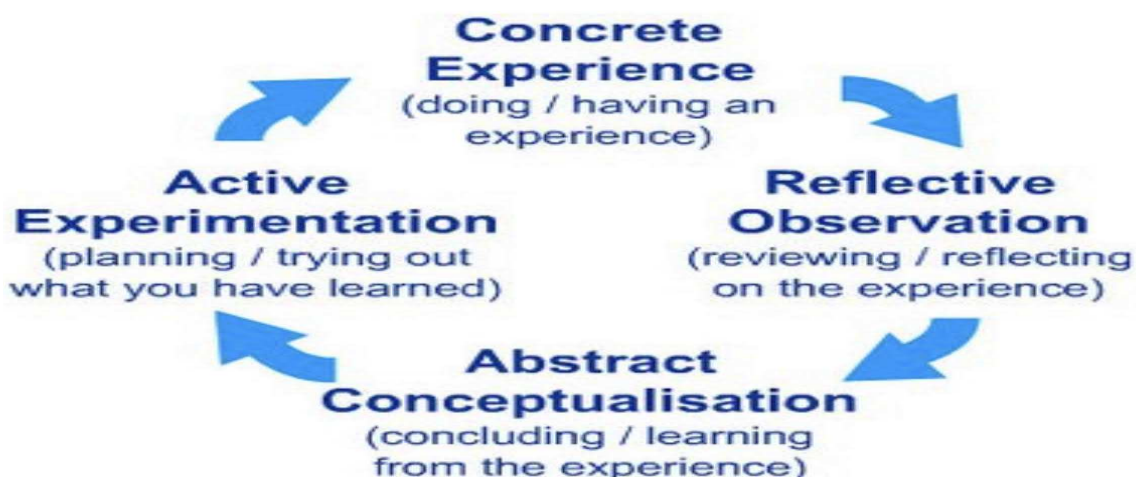 Concrete
Experience
(doing / having an
experience)
Reflective
Observation
(reviewing / reflecting
on the experience)
Abstract
Conceptualisation
(concluding / learning
from the experience)
Active
Experimentation
(planning / trying out
what you have learned)